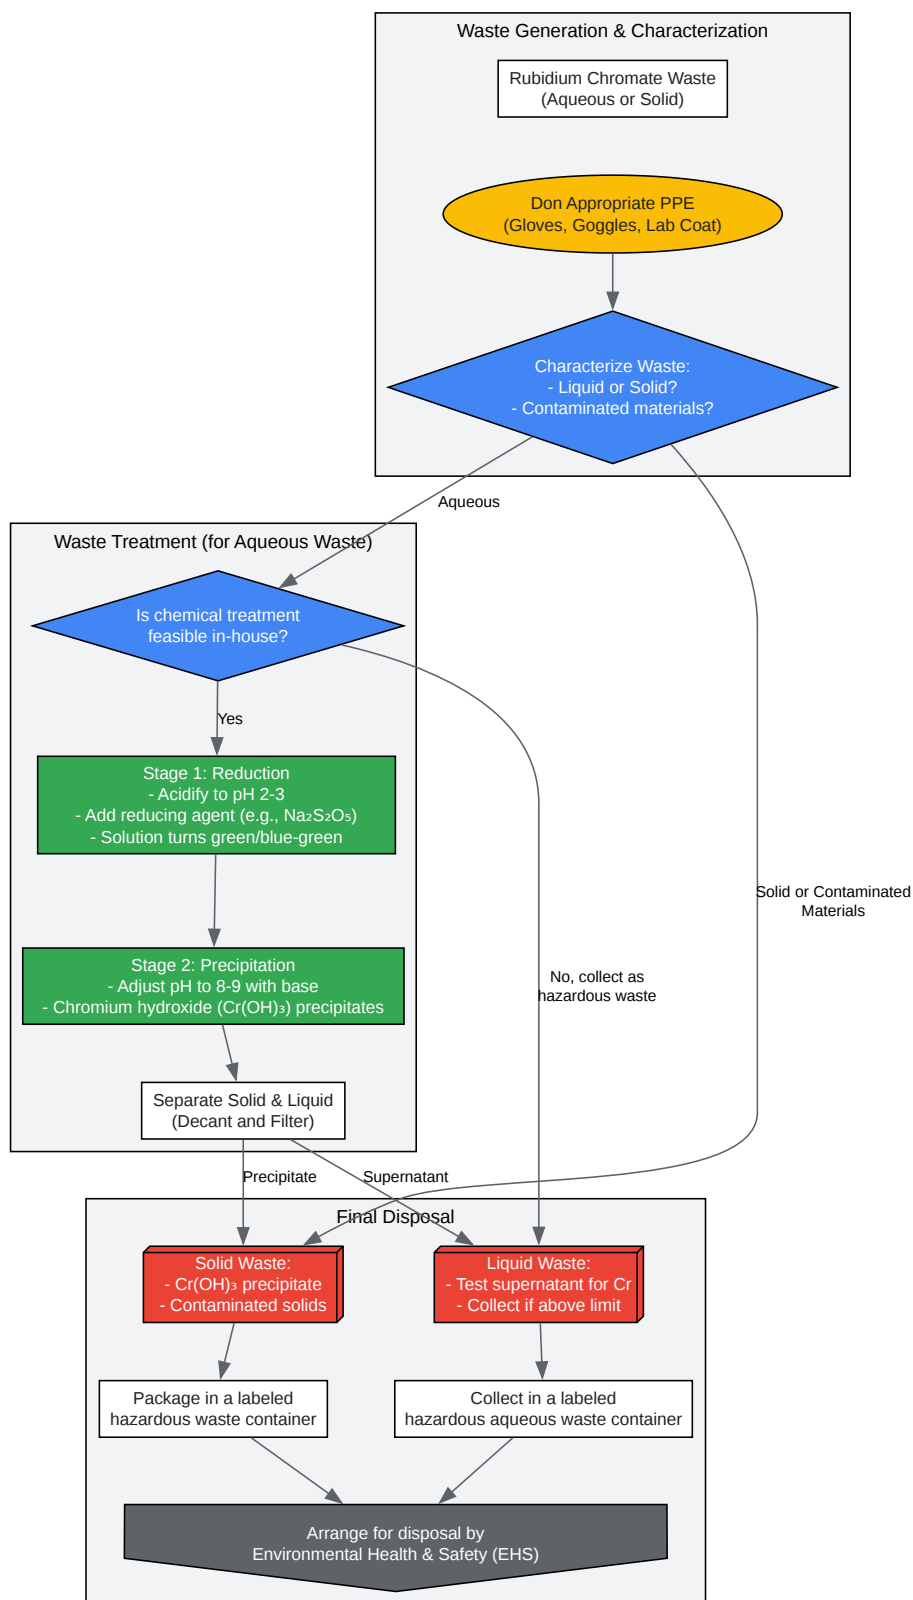 Waste Generation & Characterization
Rubidium Chromate Waste
(Aqueous or Solid)
Don Appropriate PPE
(Gloves, Goggles, Lab Coat)
Characterize Waste:
- Liquid or Solid?
- Contaminated materials?
Aqueous
Waste Treatment (for Aqueous Waste)
Is chemical treatment
feasible in-house?
Yes
Stage 1: Reduction
- Acidify to pH 2-3
- Add reducing agent (e.g., Na₂S₂O₅)
- Solution turns green/blue-green
Solid or Contaminated
Materials
Stage 2: Precipitation
- Adjust pH to 8-9 with base
- Chromium hydroxide (Cr(OH)₃) precipitates
No, collect as
hazardous waste
Separate Solid & Liquid
(Decant and Filter)
Precipitate
Supernatant
Final Disposal
Solid Waste:
- Cr(OH)₃ precipitate
- Contaminated solids
Liquid Waste:
- Test supernatant for Cr
- Collect if above limit
Package in a labeled
hazardous waste container
Collect in a labeled
hazardous aqueous waste container
Arrange for disposal by
Environmental Health & Safety (EHS)